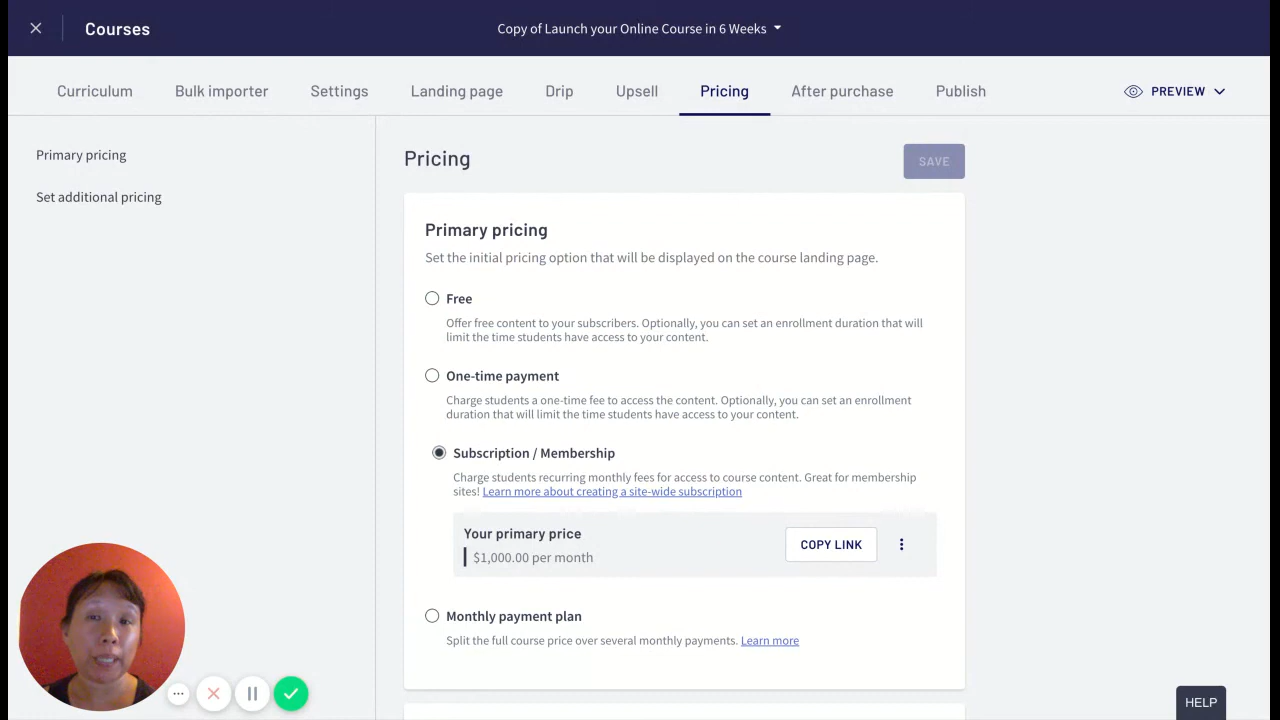 Courses
Copy of Launch your Online Course in 6 Weeks
Curriculum
Bulk importer
Settings
Landing page
Drip
Upsell
Pricing
After purchase
Publish
PREVIEW
Primary pricing
Set additional pricing
Pricing
SAVE
Primary pricing
Set the initial pricing option that will be displayed on the course landing page.
Free
Offer free content to your subscribers. Optionally, you can set an enrollment duration that will
limit the time students have access to your content.
One-time payment
Charge students a one-time fee to access the content. Optionally, you can set an enrollment
duration that will limit the time students have access to your content.
Subscription / Membership
Charge students recurring monthly fees for access to course content. Great for membership
sites! Learn more about creating a site-wide subscription
Your primary price
$1,000.00 per month
COPY LINK
Monthly payment plan
Split the full course price over several monthly payments. Learn more
HELP